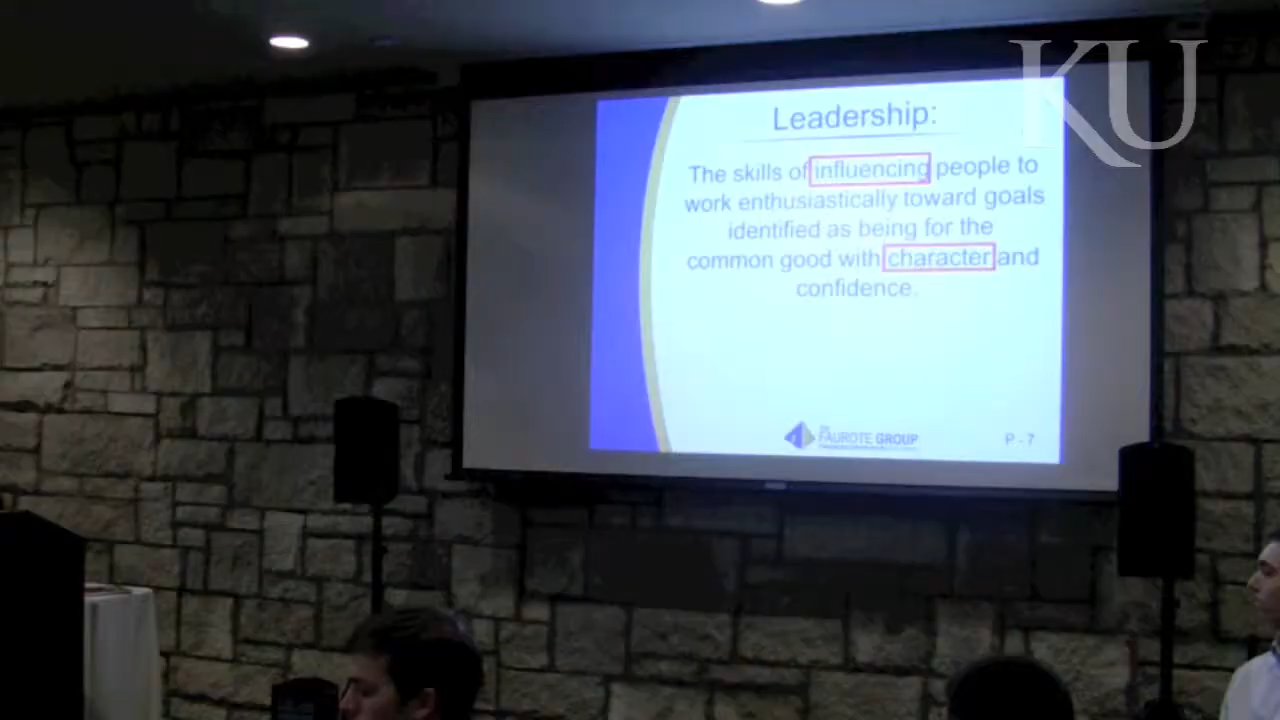 KU
Leadership:
The skills of influencing people to
work enthusiastically toward goals
identified as being for the
common good with character and
confidence.
FAUROTE GROUP
P - 7